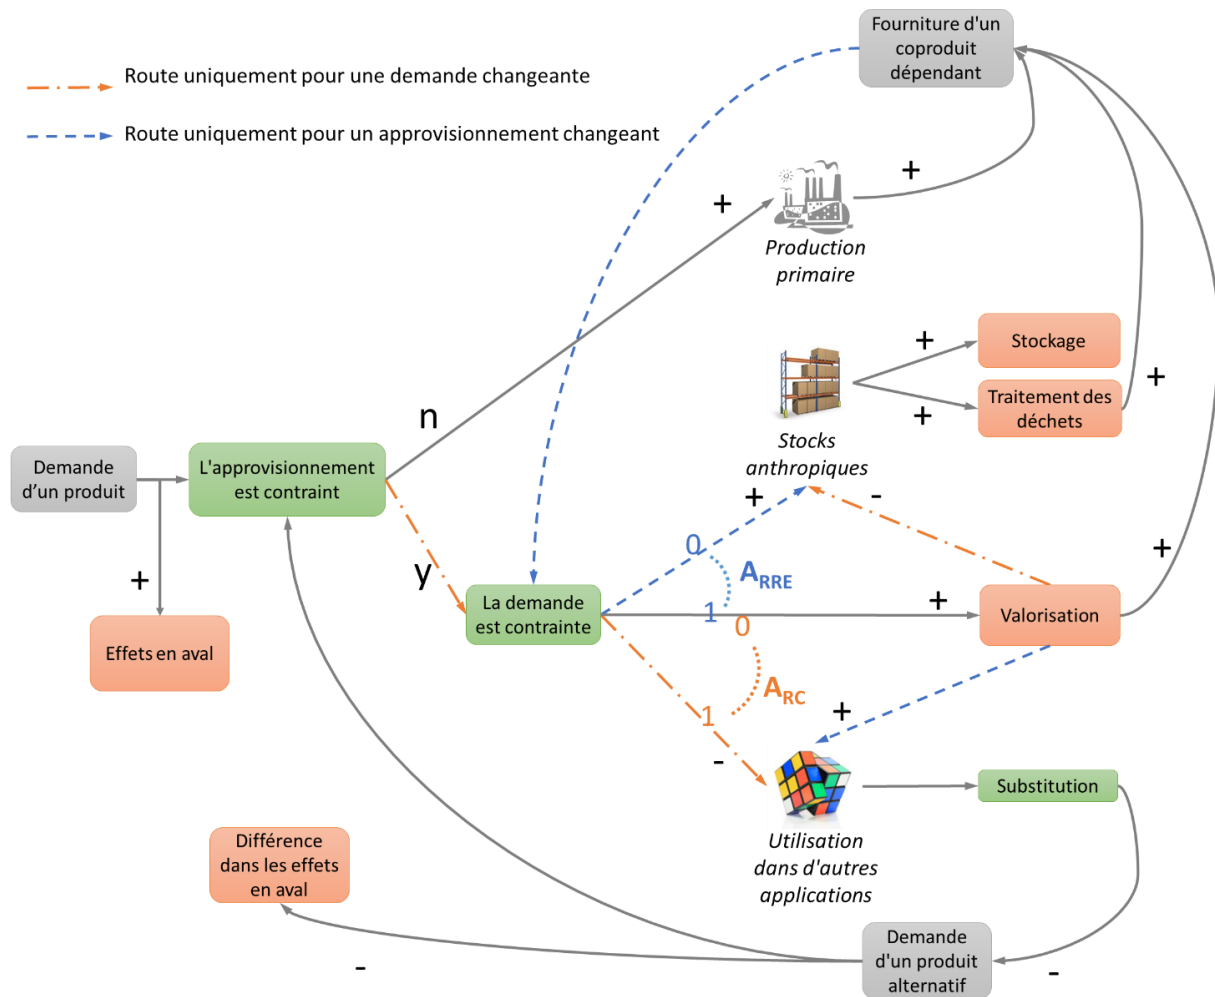 Fourniture d'un
coproduit
dépendant
Route uniquement pour une demande changeante
Route uniquement pour un approvisionnement changeant
+
+
Production
primaire
+
Stockage
+
Traitement des
déchets
+
Stocks
anthropiques
n
Demande
d’un produit
L'approvisionnement
est contraint
+
-
+
y
0
A_RRE
1
+
+
La demande
est contrainte
0
Valorisation
+
Effets en aval
A_RC
1
-
+
Substitution
Utilisation
dans d'autres
applications
Différence
dans les effets
en aval
-
Demande
d'un produit
alternatif
-